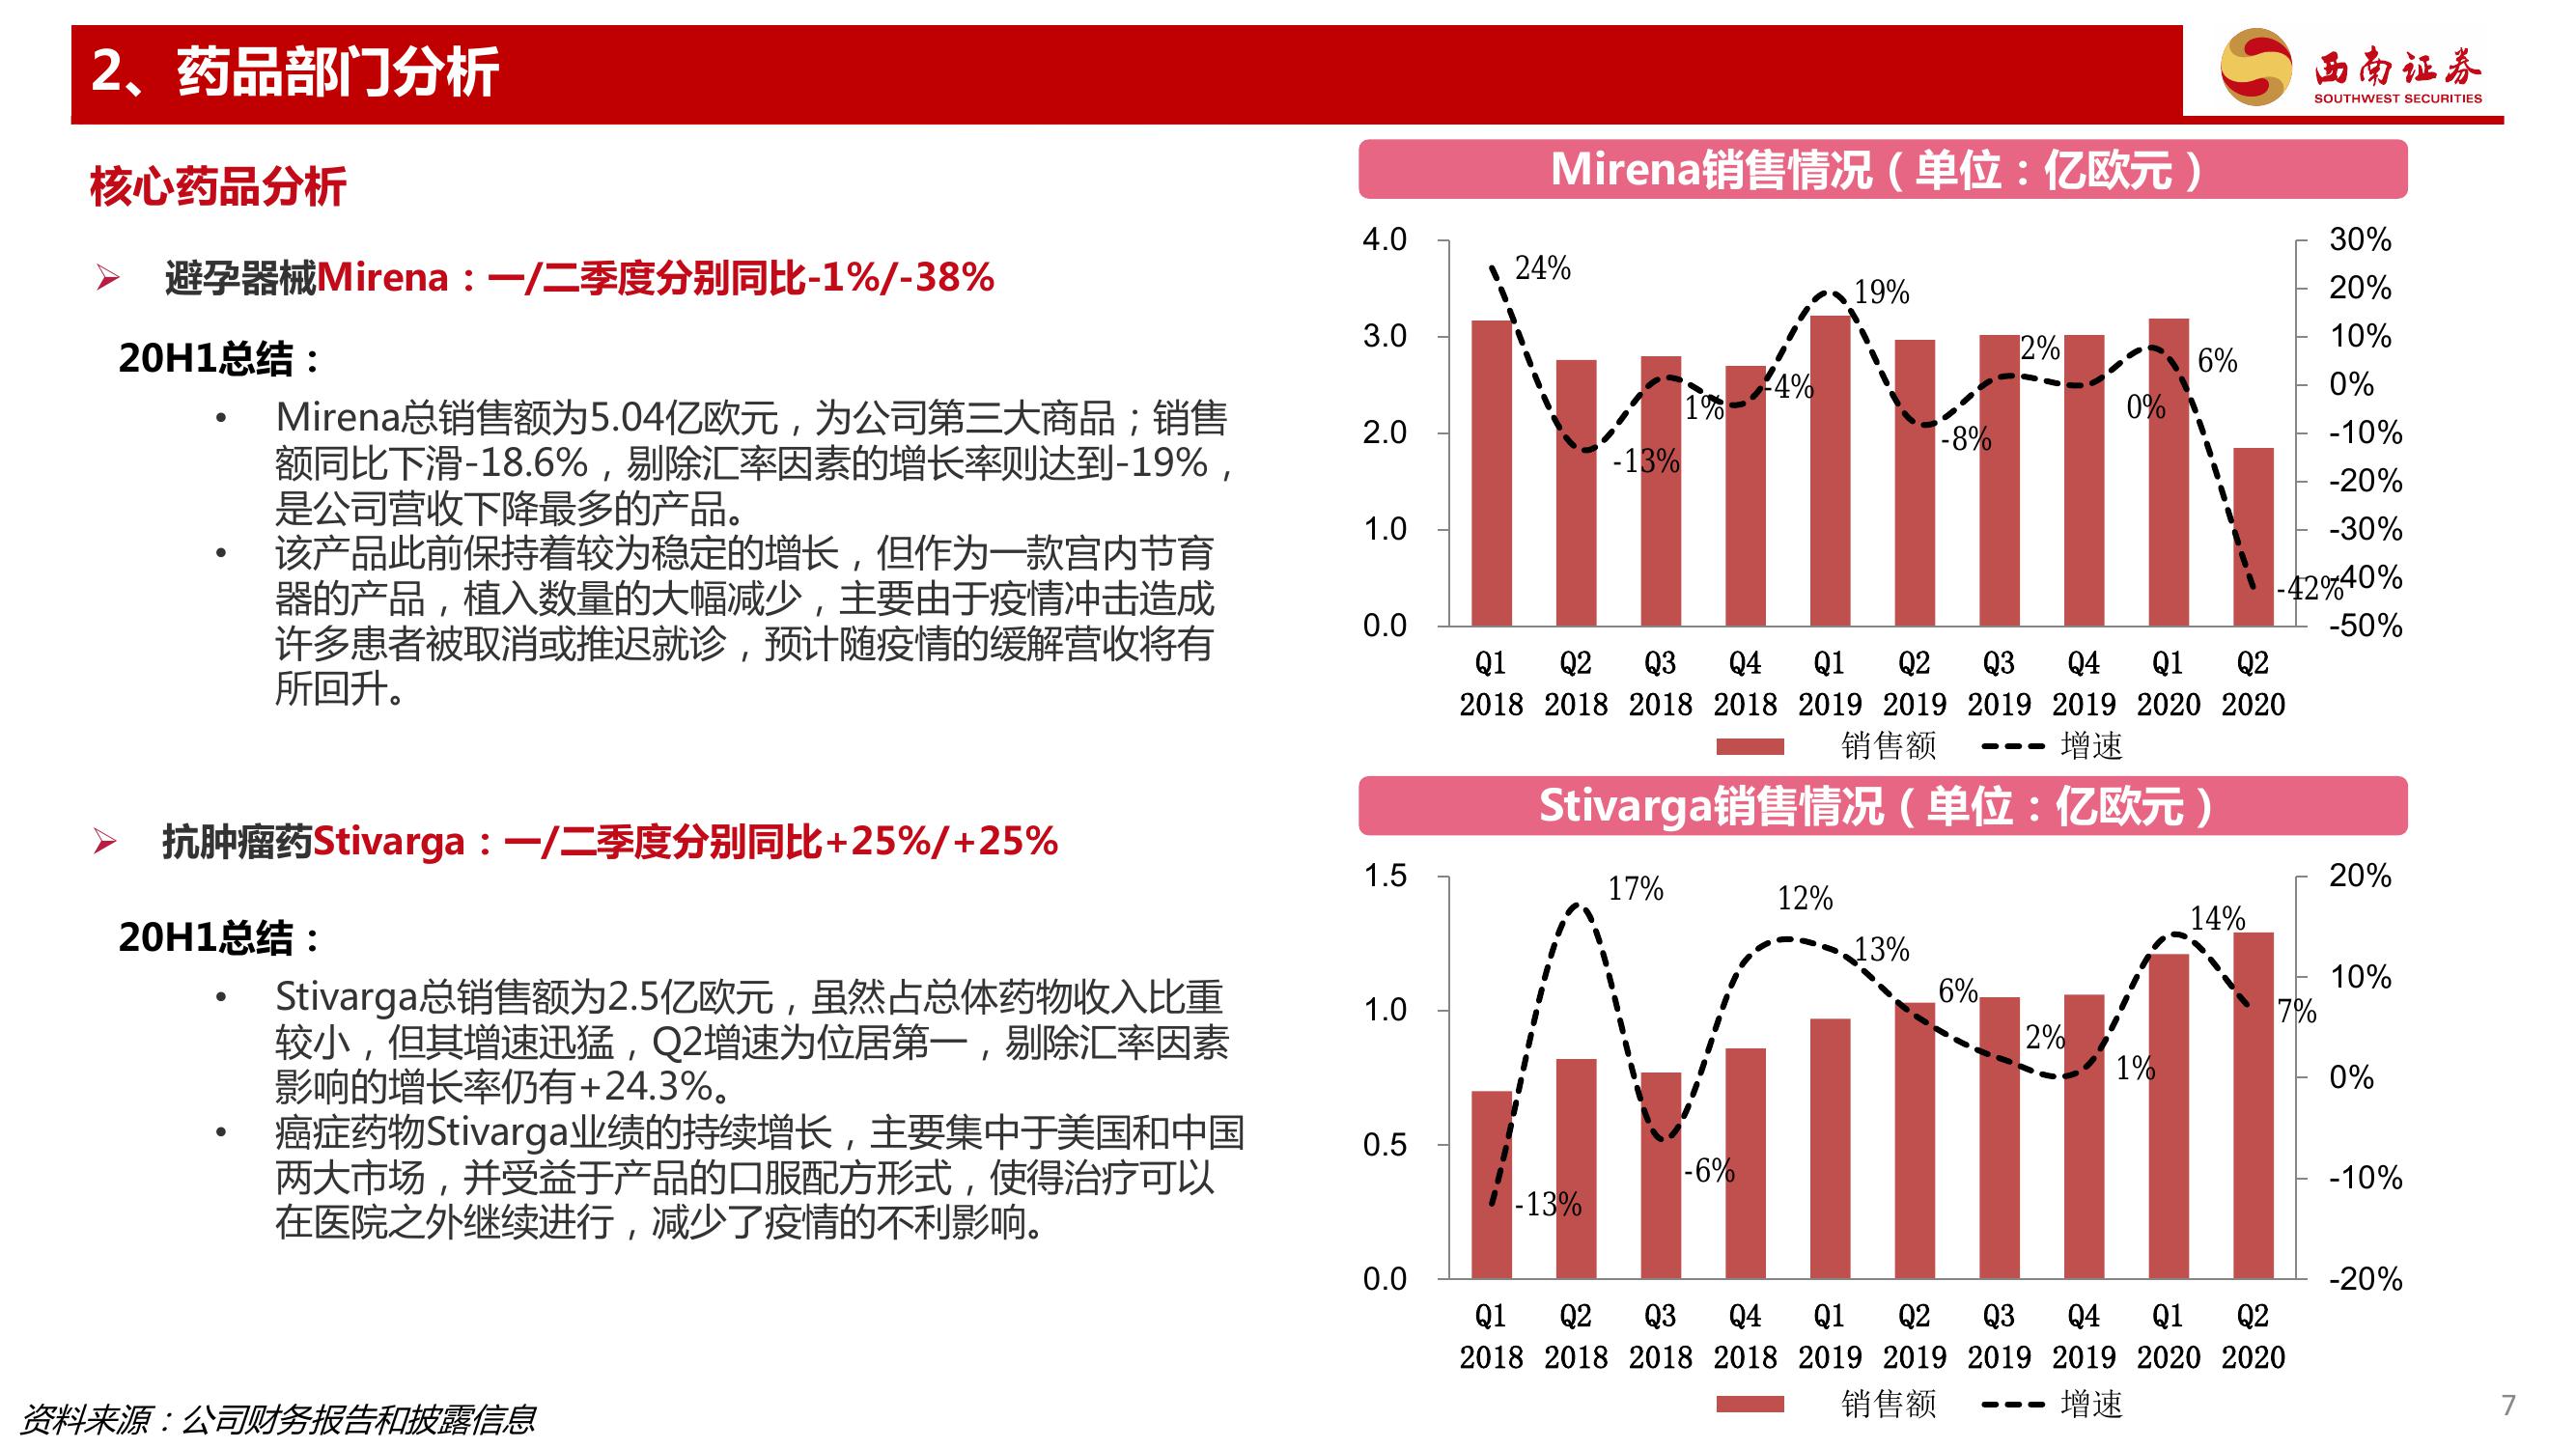 2、药品部门分析
西南证券
SOUTHWEST SECURITIES
核心药品分析
避孕器械Mirena：一/二季度分别同比-1%/-38%
20H1总结：
• Mirena总销售额为5.04亿欧元，为公司第三大商品；销售
额同比下滑-18.6%，剔除汇率因素的增长率则达到-19%，
是公司营收下降最多的产品。
• 该产品此前保持着较为稳定的增长，但作为一款宫内节育
器的产品，植入数量的大幅减少，主要由于疫情冲击造成
许多患者被取消或推迟就诊，预计随疫情的缓解营收将有
所回升。
抗肿瘤药Stivarga：一/二季度分别同比+25%/+25%
20H1总结：
• Stivarga总销售额为2.5亿欧元，虽然占总体药物收入比重
较小，但其增速迅猛，Q2增速为位居第一，剔除汇率因素
影响的增长率仍有+24.3%。
• 癌症药物Stivarga业绩的持续增长，主要集中于美国和中国
两大市场，并受益于产品的口服配方形式，使得治疗可以
在医院之外继续进行，减少了疫情的不利影响。
Mirena销售情况（单位：亿欧元）
4.0
3.0
2.0
1.0
0.0
24%
-13%
1%
-4%
19%
-8%
2%
0%
6%
-42%
30%
20%
10%
0%
-10%
-20%
-30%
-40%
-50%
Q1 Q2 Q3 Q4 Q1 Q2 Q3 Q4 Q1 Q2
2018 2018 2018 2018 2019 2019 2019 2019 2020 2020
销售额 增速
Stivarga销售情况（单位：亿欧元）
1.5
1.0
0.5
0.0
-13%
17%
-6%
12%
13%
6%
2%
1%
14%
7%
20%
10%
0%
-10%
-20%
Q1 Q2 Q3 Q4 Q1 Q2 Q3 Q4 Q1 Q2
2018 2018 2018 2018 2019 2019 2019 2019 2020 2020
销售额 增速
资料来源：公司财务报告和披露信息
7